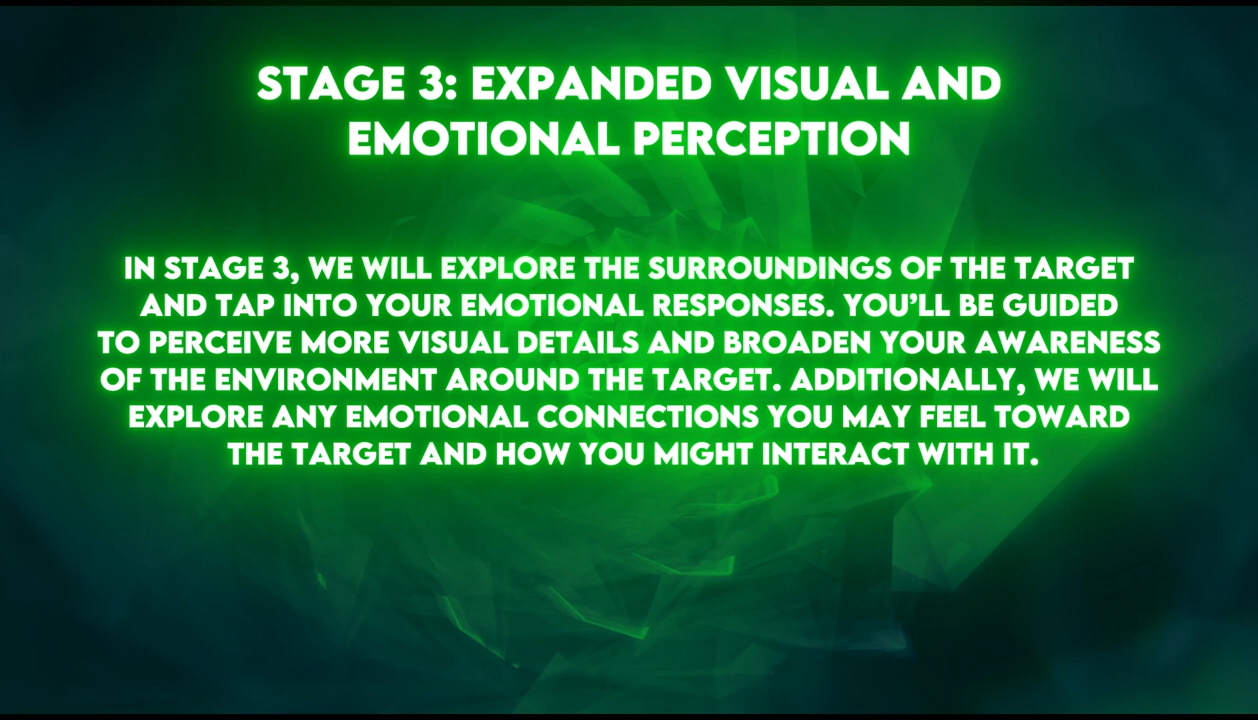 STAGE 3: EXPANDED VISUAL AND
EMOTIONAL PERCEPTION
IN STAGE 3, WE WILL EXPLORE THE SURROUNDINGS OF THE TARGET
AND TAP INTO YOUR EMOTIONAL RESPONSES. YOU'LL BE GUIDED
TO PERCEIVE MORE VISUAL DETAILS AND BROADEN YOUR AWARENESS
OF THE ENVIRONMENT AROUND THE TARGET. ADDITIONALLY, WE WILL
EXPLORE ANY EMOTIONAL CONNECTIONS YOU MAY FEEL TOWARD
THE TARGET AND HOW YOU MIGHT INTERACT WITH IT.